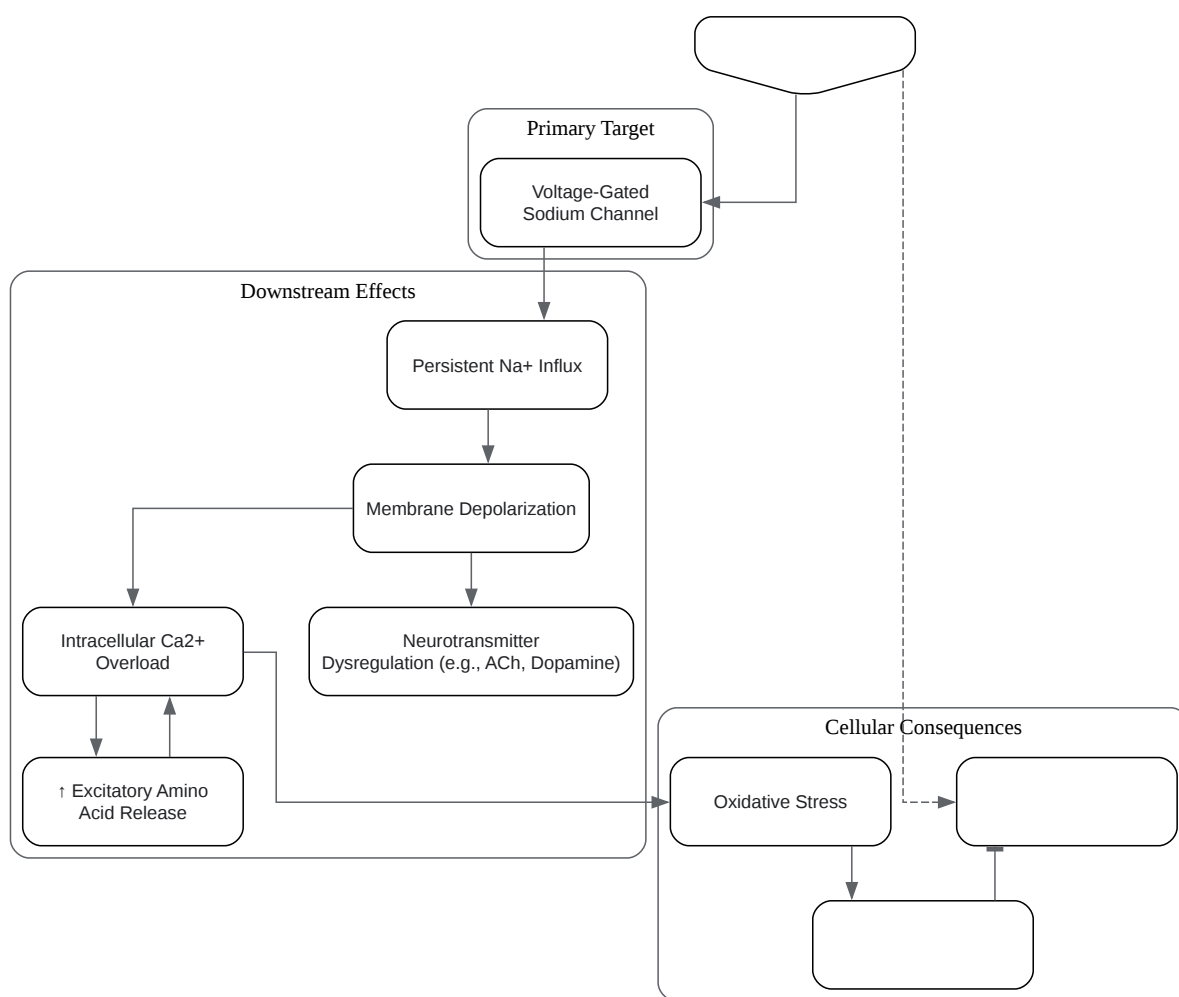 Primary Target
Voltage-Gated
Sodium Channel
Downstream Effects
Persistent Na+ Influx
Membrane Depolarization
Intracellular Ca2+
Overload
Neurotransmitter
Dysregulation (e.g., ACh, Dopamine)
↑ Excitatory Amino
Acid Release
Cellular Consequences
Oxidative Stress